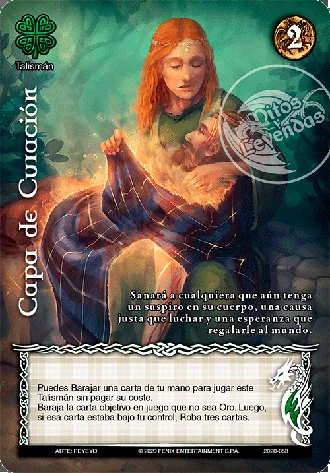 Talismán
2
Mitos
y
Leyendas
Capa de Curación
Sanará a cualquiera que aún tenga
un suspiro en su cuerpo, una causa
justa que luchar y una esperanza que
regalarle al mundo.
Puedes Barajar una carta de tu mano para jugar este
Talismán sin pagar su coste.
Baraja la carta objetivo en juego que no sea Oro. Luego,
si esa carta estaba bajo tu control, Roba tres cartas.
ARTE: FEYEVO
© 2020 FENIX ENTERTAINMENT S.P.A.